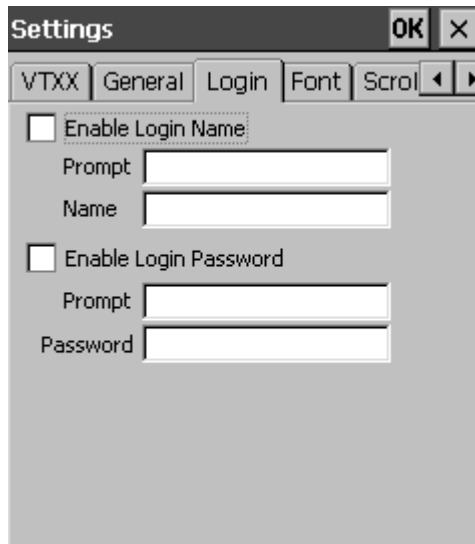 Settings OK ×
VTXX General Login Font Scrol
Enable Login Name
Prompt
Name
Enable Login Password
Prompt
Password